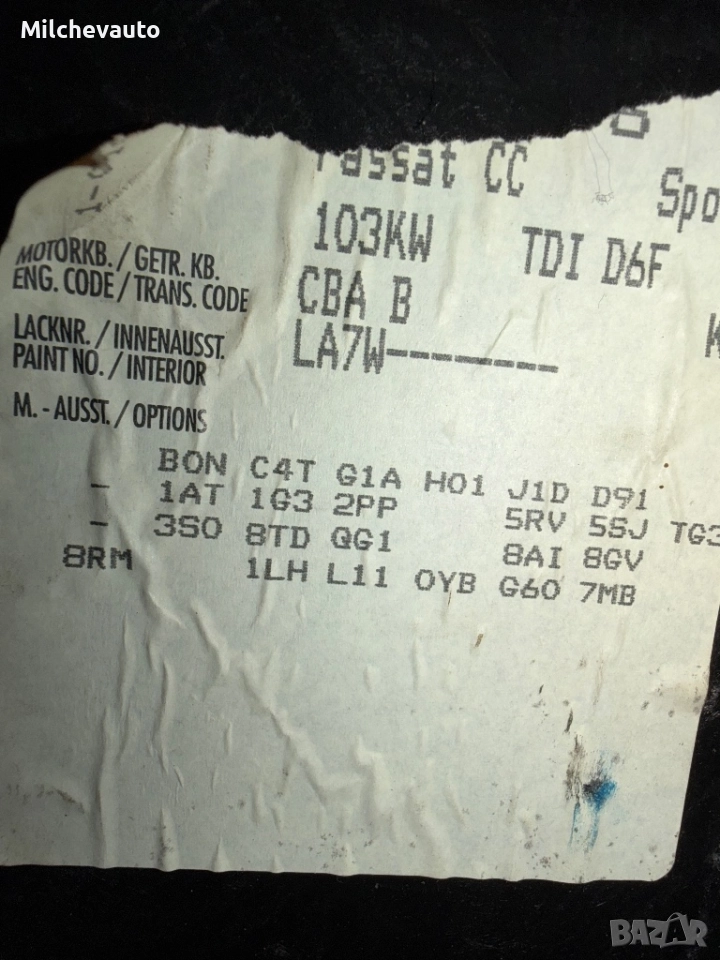 Milchevauto
Passat CC Spo
103KW TDI D6F
MOTORKB. / GETR. KB.
ENG. CODE / TRANS. CODE CBA B
LACKNR. / INNENAUSST.
PAINT NO. / INTERIOR LA7W-------- K
M. - AUSST. / OPTIONS
BON C4T G1A H01 J1D D91
- 1AT 1G3 2PP 5RV 5SJ TG3
- 3S0 8TD QG1 8AI 8GV
8RM 1LH L11 0YB G60 7MB
BAZAR